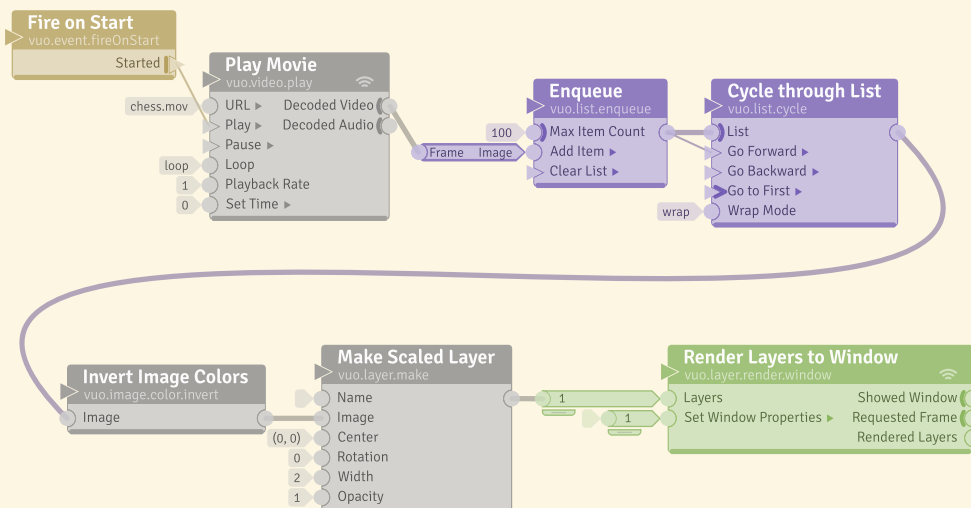 Fire on Start
vuo.event.fireOnStart
Started
Play Movie
vuo.video.play
chess.mov URL Decoded Video
Play Decoded Audio
Pause
loop Loop
1 Playback Rate
0 Set Time
Frame Image
Enqueue
vuo.list.enqueue
100 Max Item Count
Add Item
Clear List
Cycle through List
vuo.list.cycle
List
Go Forward
Go Backward
Go to First
wrap Wrap Mode
Invert Image Colors
vuo.image.color.invert
Image
Make Scaled Layer
vuo.layer.make
Name
Image
(0, 0) Center
0 Rotation
2 Width
1 Opacity
1
1
Render Layers to Window
vuo.layer.render.window
Layers Showed Window
Set Window Properties Requested Frame
Rendered Layers